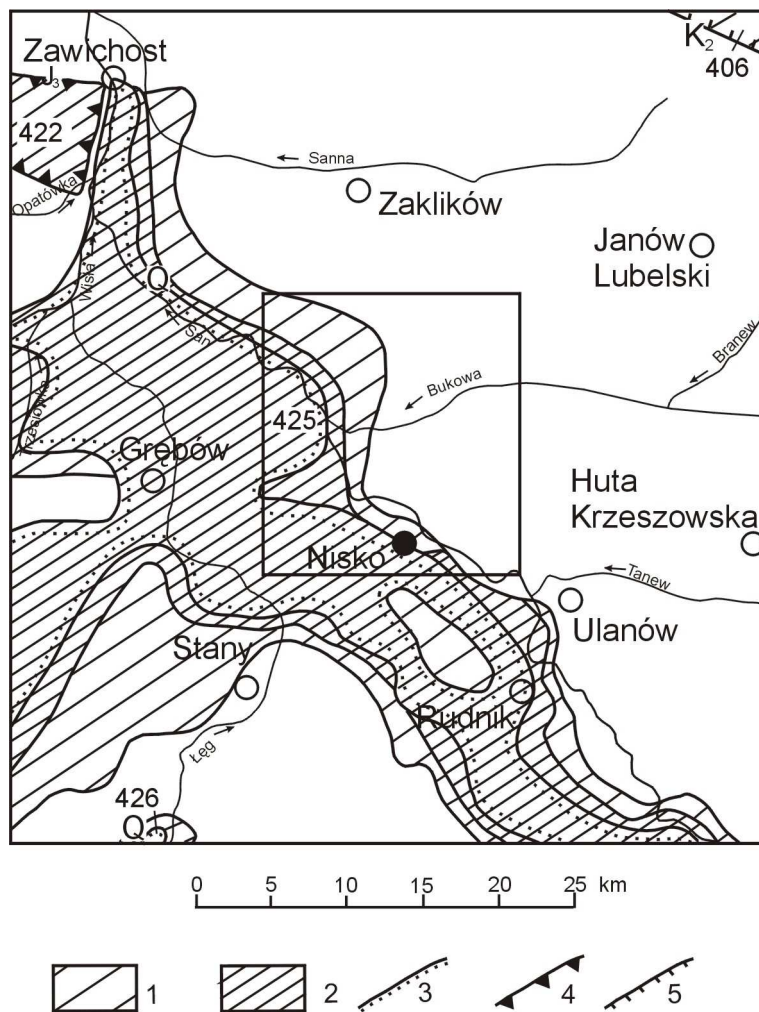 Zawichost
J3
K2
406
422
Sanna
Opatówka
Zaklików
Janów
Lubelski
Wisła
Q
San
Branew
Bukowa
Trześniówka
425
Grębów
Huta
Krzeszowska
Nisko
Tanew
Ulanów
Stany
Rudnik
Łęg
426
Q
0 5 10 15 20 25 km
1 2 3 4 5